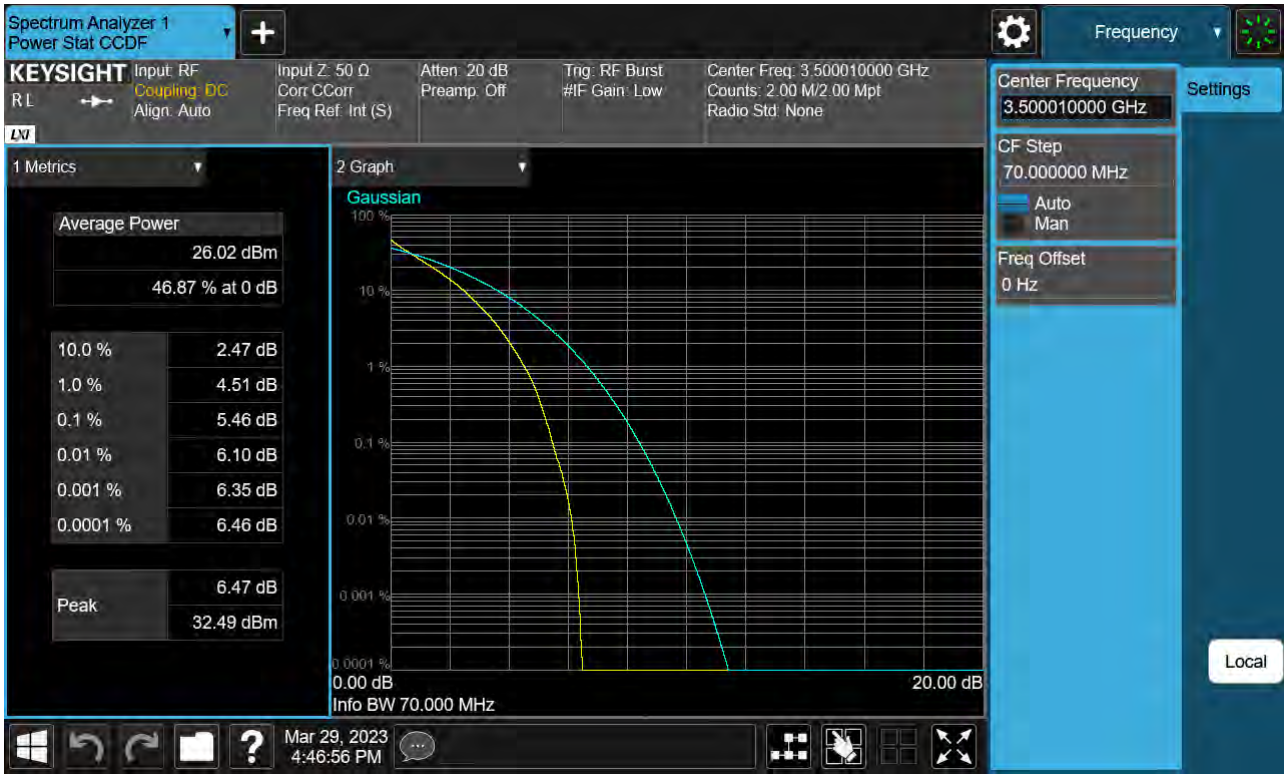 Spectrum Analyzer 1
Power Stat CCDF
+
Frequency
KEYSIGHT
RL
LXI
Input: RF
Coupling: DC
Align: Auto
Input Z: 50 Ω
Corr CCorr
Freq Ref: Int (S)
Atten: 20 dB
Preamp: Off
Trig: RF Burst
#IF Gain: Low
Center Freq: 3.500010000 GHz
Counts: 2.00 M/2.00 Mpt
Radio Std: None
Center Frequency
3.500010000 GHz
Settings
CF Step
70.000000 MHz
Auto
Man
Freq Offset
0 Hz
1 Metrics
Average Power
26.02 dBm
46.87 % at 0 dB
10.0 % 2.47 dB
1.0 % 4.51 dB
0.1 % 5.46 dB
0.01 % 6.10 dB
0.001 % 6.35 dB
0.0001 % 6.46 dB
Peak
6.47 dB
32.49 dBm
2 Graph
Gaussian
100 %
10 %
1 %
0.1 %
0.01 %
0.001 %
0.0001 %
0.00 dB
20.00 dB
Info BW 70.000 MHz
Local
?
Mar 29, 2023
4:46:56 PM